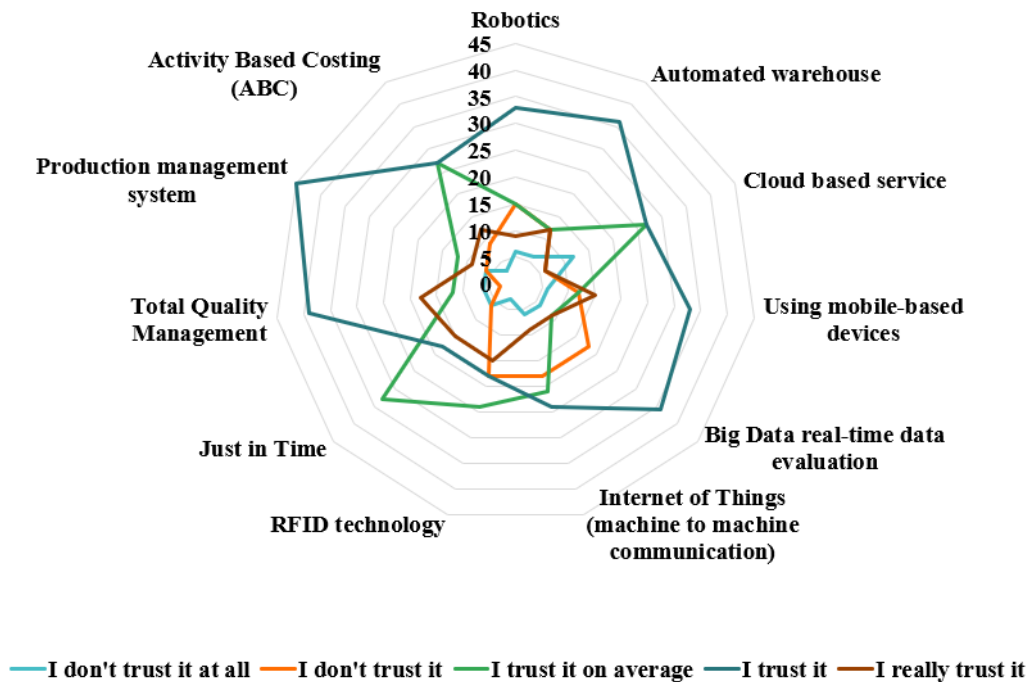 Robotics
45
40
35
30
25
20
15
10
5
0
Automated warehouse
Cloud based service
Using mobile-based
devices
Big Data real-time data
evaluation
Internet of Things
(machine to machine
communication)
RFID technology
Just in Time
Total Quality
Management
Production management
system
Activity Based Costing
(ABC)
I don't trust it at all I don't trust it I trust it on average I trust it I really trust it